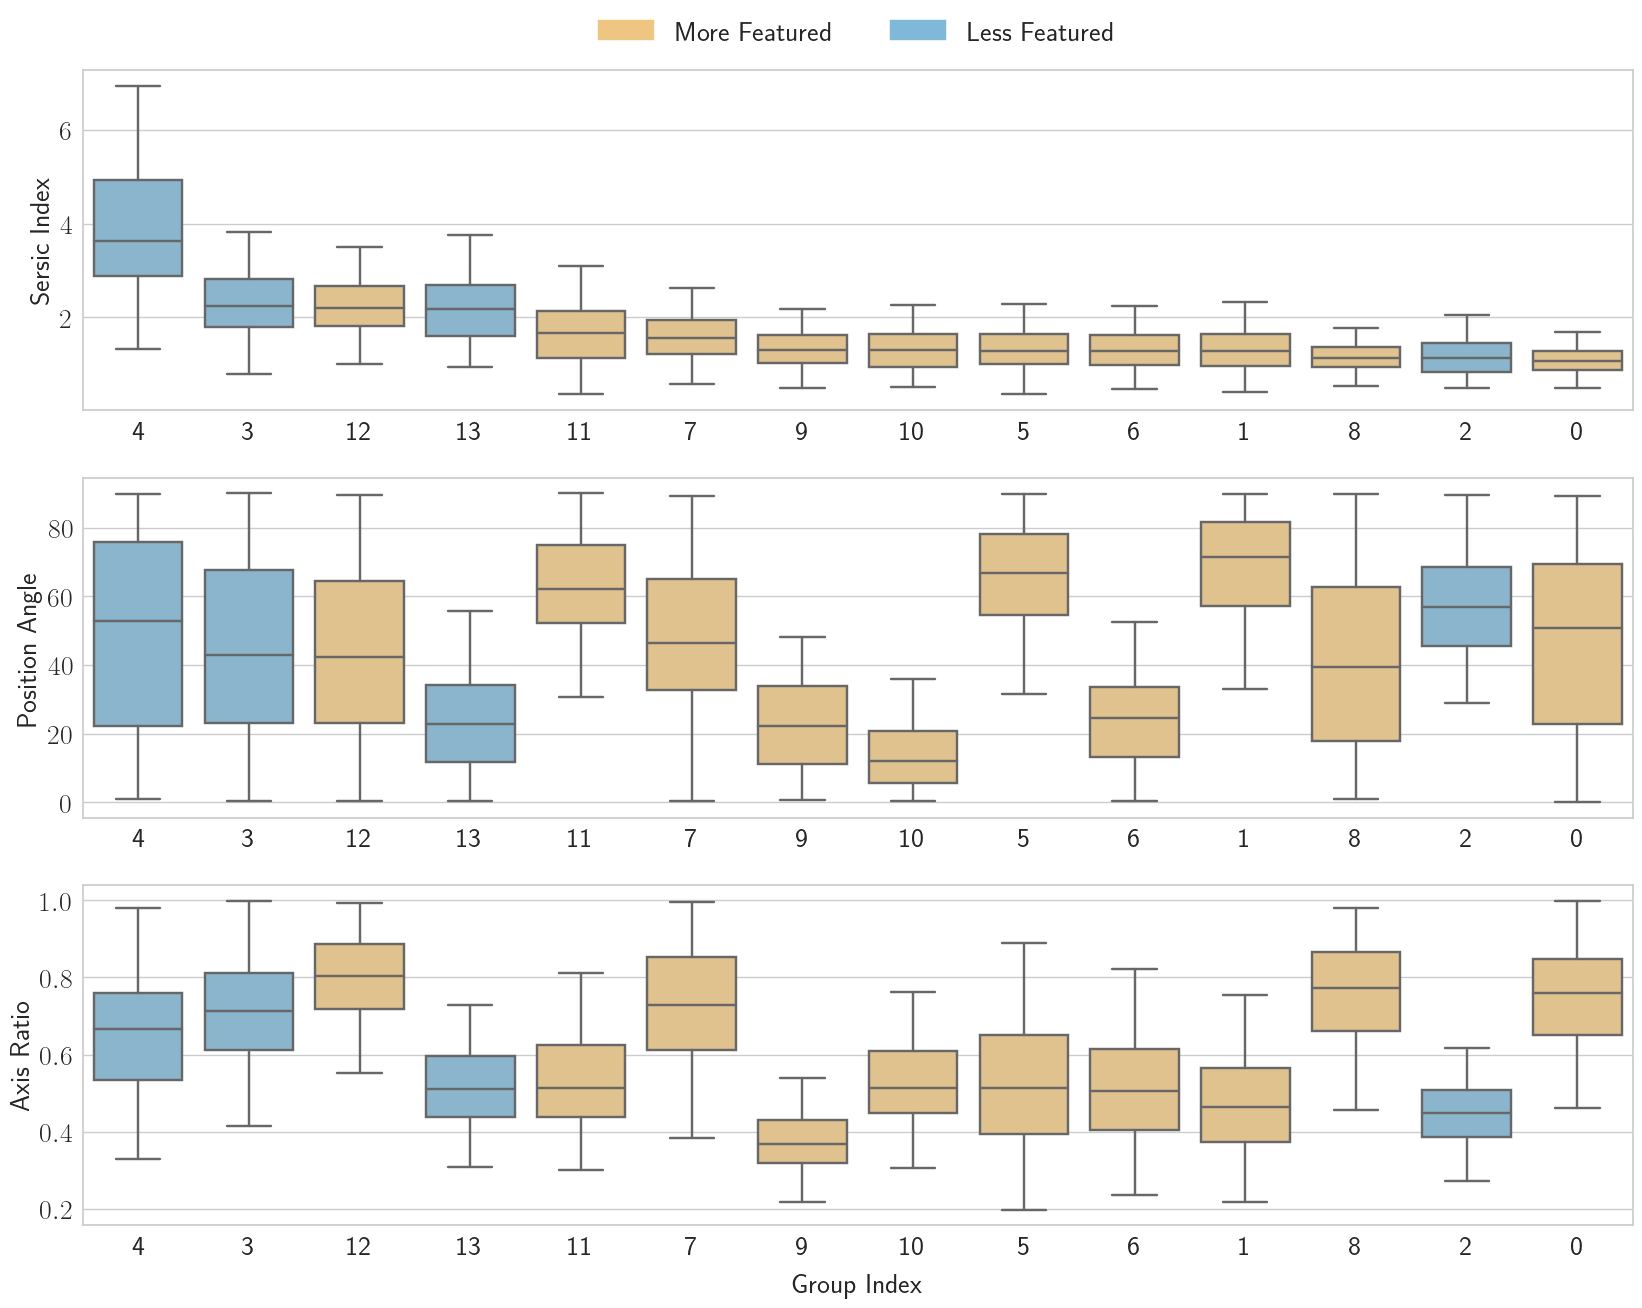 More Featured Less Featured
Sersic Index
6
4
2
4 3 12 13 11 7 9 10 5 6 1 8 2 0
Position Angle
80
60
40
20
0
4 3 12 13 11 7 9 10 5 6 1 8 2 0
Axis Ratio
1.0
0.8
0.6
0.4
0.2
4 3 12 13 11 7 9 10 5 6 1 8 2 0
Group Index